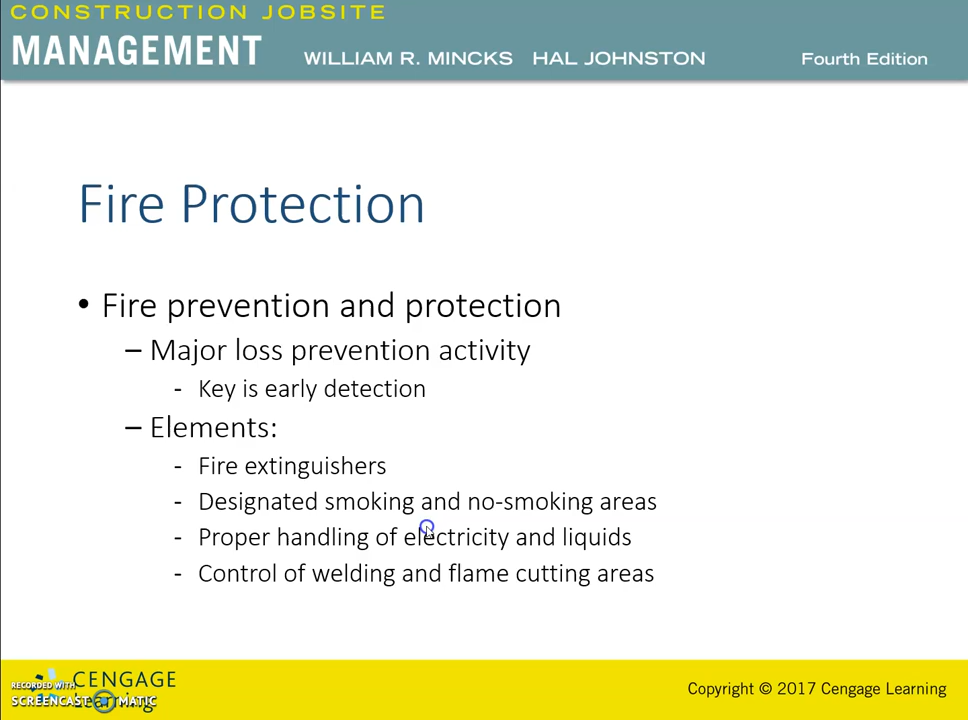 CONSTRUCTION JOBSITE
MANAGEMENT WILLIAM R. MINCKS HAL JOHNSTON Fourth Edition
Fire Protection
• Fire prevention and protection
– Major loss prevention activity
- Key is early detection
– Elements:
- Fire extinguishers
- Designated smoking and no-smoking areas
- Proper handling of electricity and liquids
- Control of welding and flame cutting areas
CENGAGE
Learning
RECORDED WITH
SCREENCAST MATIC
Copyright © 2017 Cengage Learning